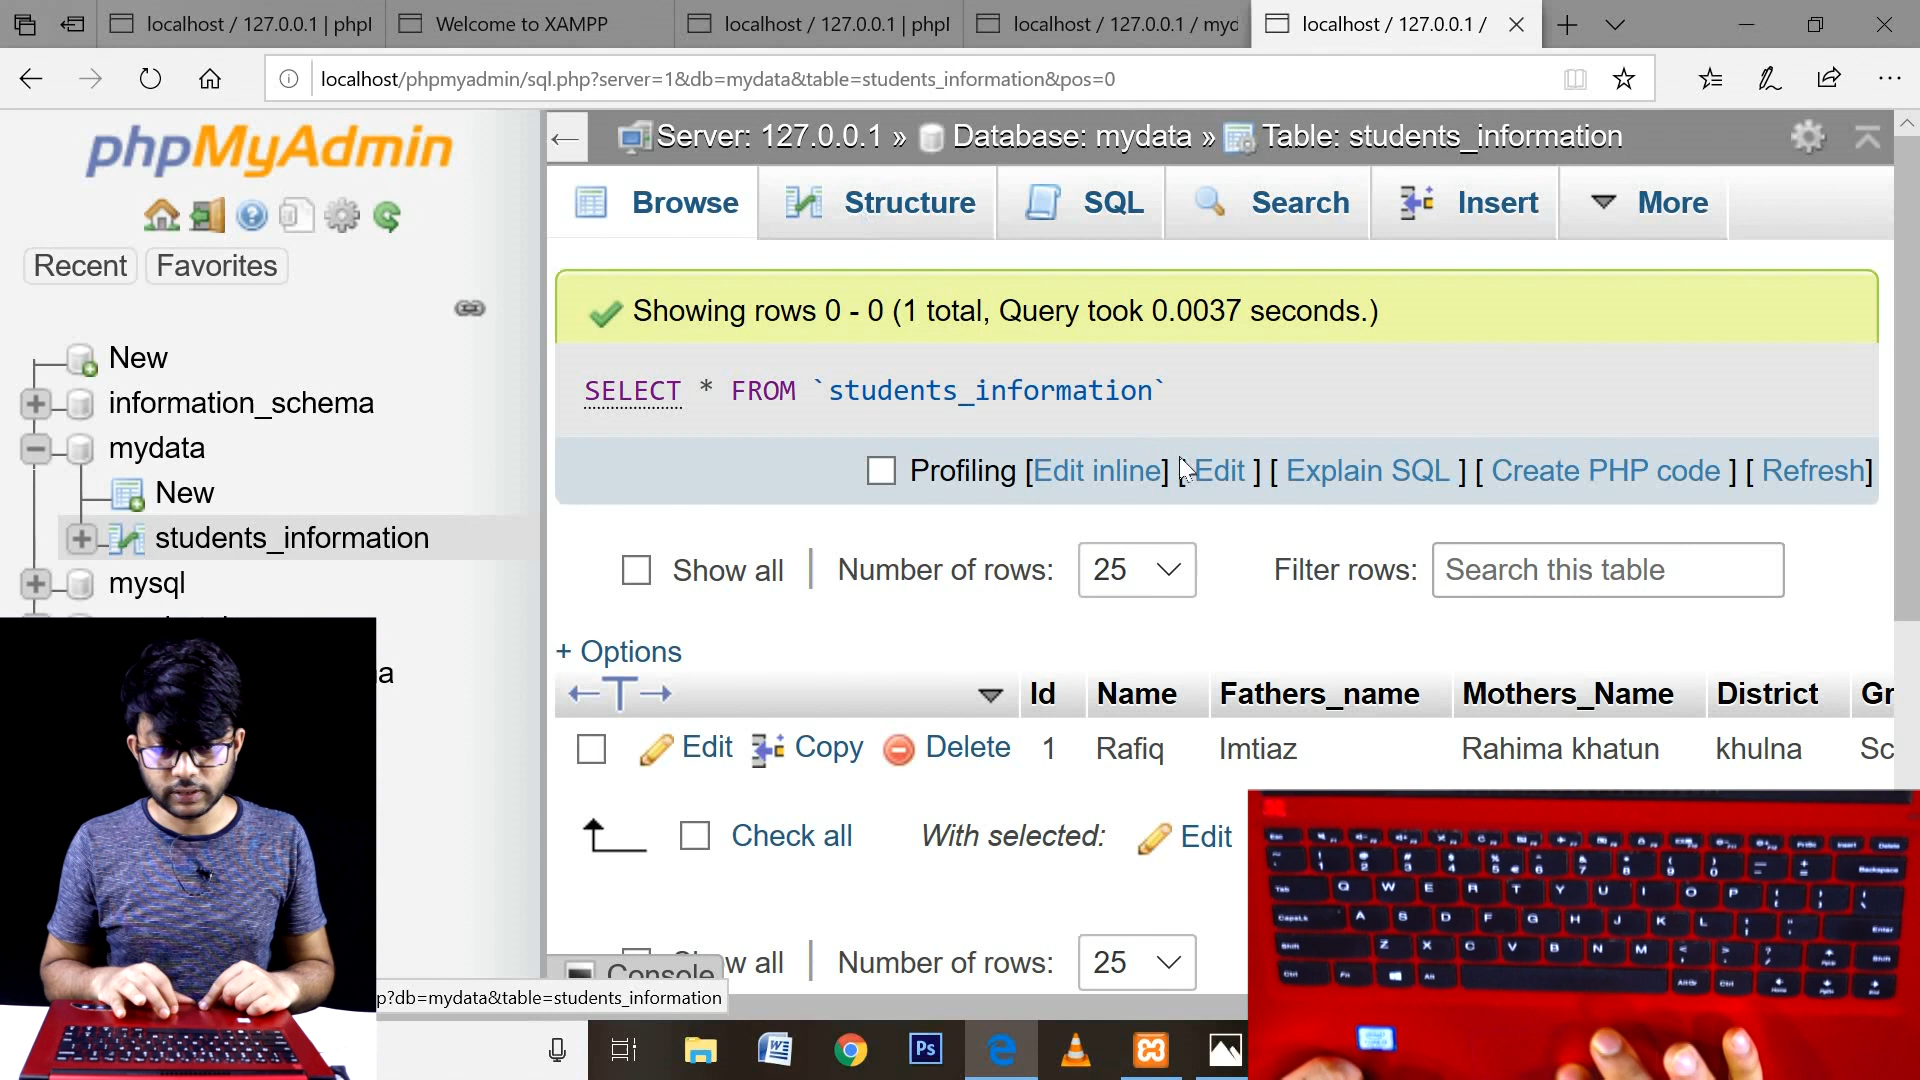 localhost / 127.0.0.1 | phpl
Welcome to XAMPP
localhost / 127.0.0.1 | phpl
localhost / 127.0.0.1 / myd
localhost / 127.0.0.1 /
localhost/phpmyadmin/sql.php?server=1&db=mydata&table=students_information&pos=0
phpMyAdmin
Recent Favorites
New
information_schema
mydata
New
students_information
mysql
a
Server: 127.0.0.1 » Database: mydata » Table: students_information
Browse Structure SQL Search Insert More
Showing rows 0 - 0 (1 total, Query took 0.0037 seconds.)
SELECT * FROM `students_information`
Profiling [Edit inline] [ Edit ] [ Explain SQL ] [ Create PHP code ] [ Refresh]
Show all | Number of rows: 25 Filter rows: Search this table
+ Options
←T→ Id Name Fathers_name Mothers_Name District Gr
Edit Copy Delete 1 Rafiq Imtiaz Rahima khatun khulna Sc
Check all With selected: Edit
w all | Number of rows: 25
Console
p?db=mydata&table=students_information
Ps
Q W E R T Y U I O P
A S D F G H J K L
Z X C V B N M